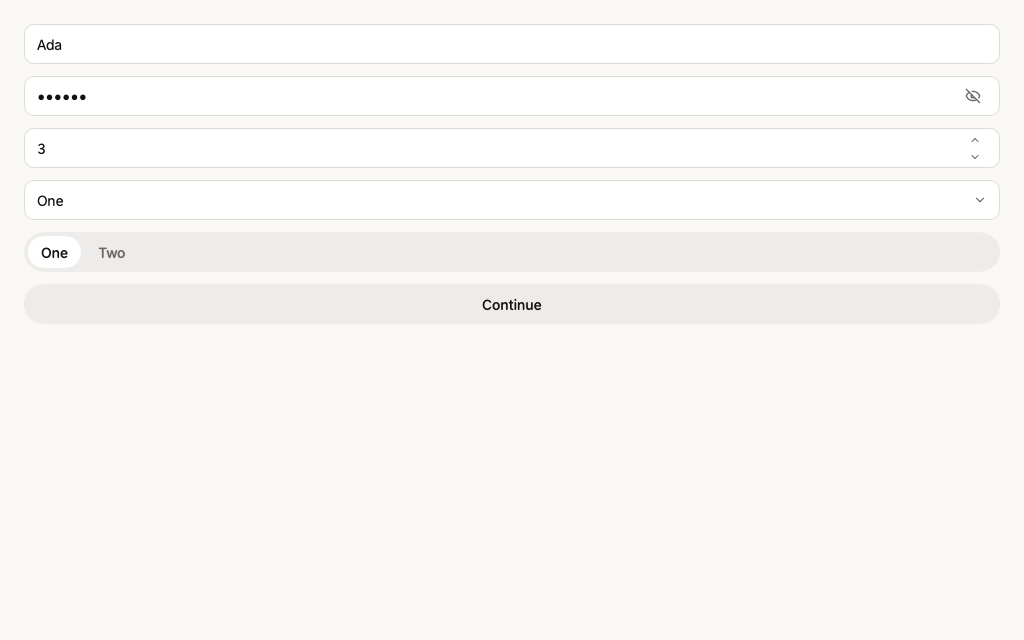 Ada
••••••
3
One
One Two
Continue